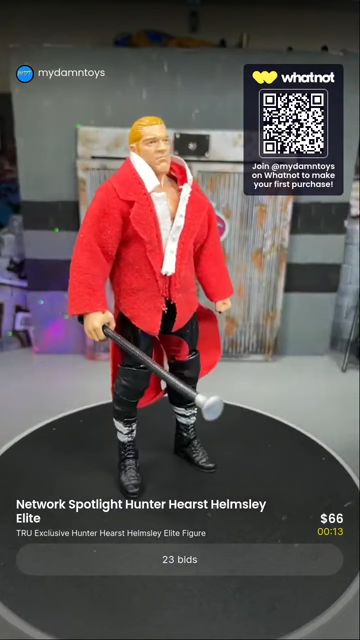 mydamntoys
whatnot
Join @mydamntoys
on Whatnot to make
your first purchase!
Network Spotlight Hunter Hearst Helmsley
Elite
$66
TRU Exclusive Hunter Hearst Helmsley Elite Figure
00:13
23 bids